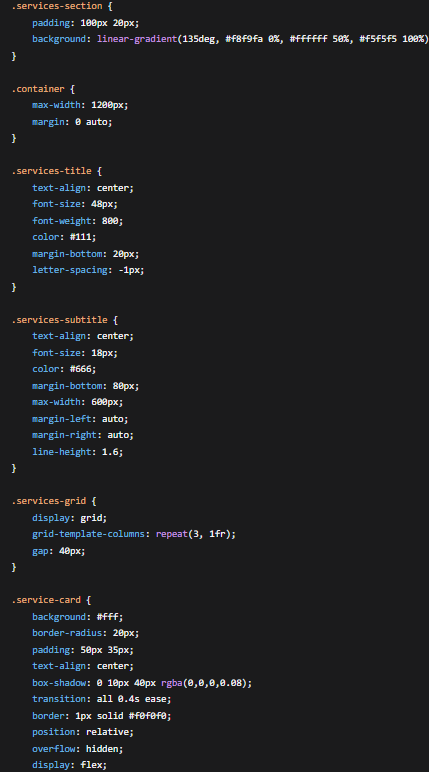 .services-section {
    padding: 100px 20px;
    background: linear-gradient(135deg, #f8f9fa 0%, #ffffff 50%, #f5f5f5 100%)
}

.container {
    max-width: 1200px;
    margin: 0 auto;
}

.services-title {
    text-align: center;
    font-size: 48px;
    font-weight: 800;
    color: #111;
    margin-bottom: 20px;
    letter-spacing: -1px;
}

.services-subtitle {
    text-align: center;
    font-size: 18px;
    color: #666;
    margin-bottom: 80px;
    max-width: 600px;
    margin-left: auto;
    margin-right: auto;
    line-height: 1.6;
}

.services-grid {
    display: grid;
    grid-template-columns: repeat(3, 1fr);
    gap: 40px;
}

.service-card {
    background: #fff;
    border-radius: 20px;
    padding: 50px 35px;
    text-align: center;
    box-shadow: 0 10px 40px rgba(0,0,0,0.08);
    transition: all 0.4s ease;
    border: 1px solid #f0f0f0;
    position: relative;
    overflow: hidden;
    display: flex;